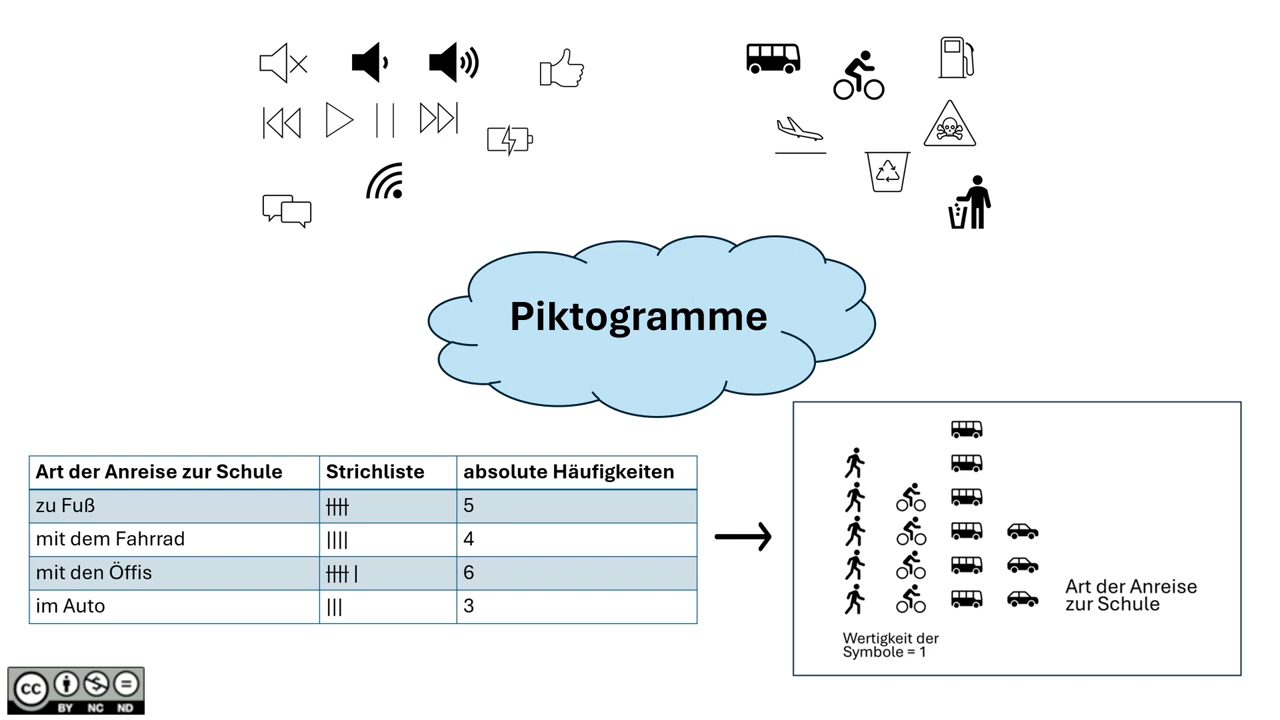 Piktogramme
Art der Anreise zur Schule Strichliste absolute Häufigkeiten
zu Fuß 5
mit dem Fahrrad |||| 4
mit den Öffis 6
im Auto ||| 3
Art der Anreise
zur Schule
Wertigkeit der
Symbole = 1
cc
BY NC ND